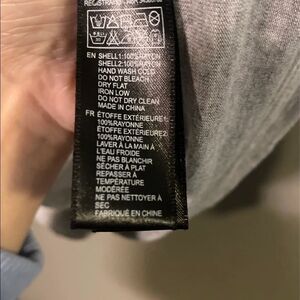 EN SHELL1:100%RAYON
SHELL2:100%RAYON
HAND WASH COLD
DO NOT BLEACH
DRY FLAT
IRON LOW
DO NOT DRY CLEAN
MADE IN CHINA
FR ÉTOFFE EXTÉRIEURE1:
100%RAYONNE
ÉTOFFE EXTÉRIEURE2:
100%RAYONNE
LAVER À LA MAIN À
L'EAU FROIDE
NE PAS BLANCHIR
SÉCHER À PLAT
REPASSER À
TEMPÉRATURE
MODÉRÉE
NE PAS NETTOYER À
SEC
FABRIQUÉ EN CHINE